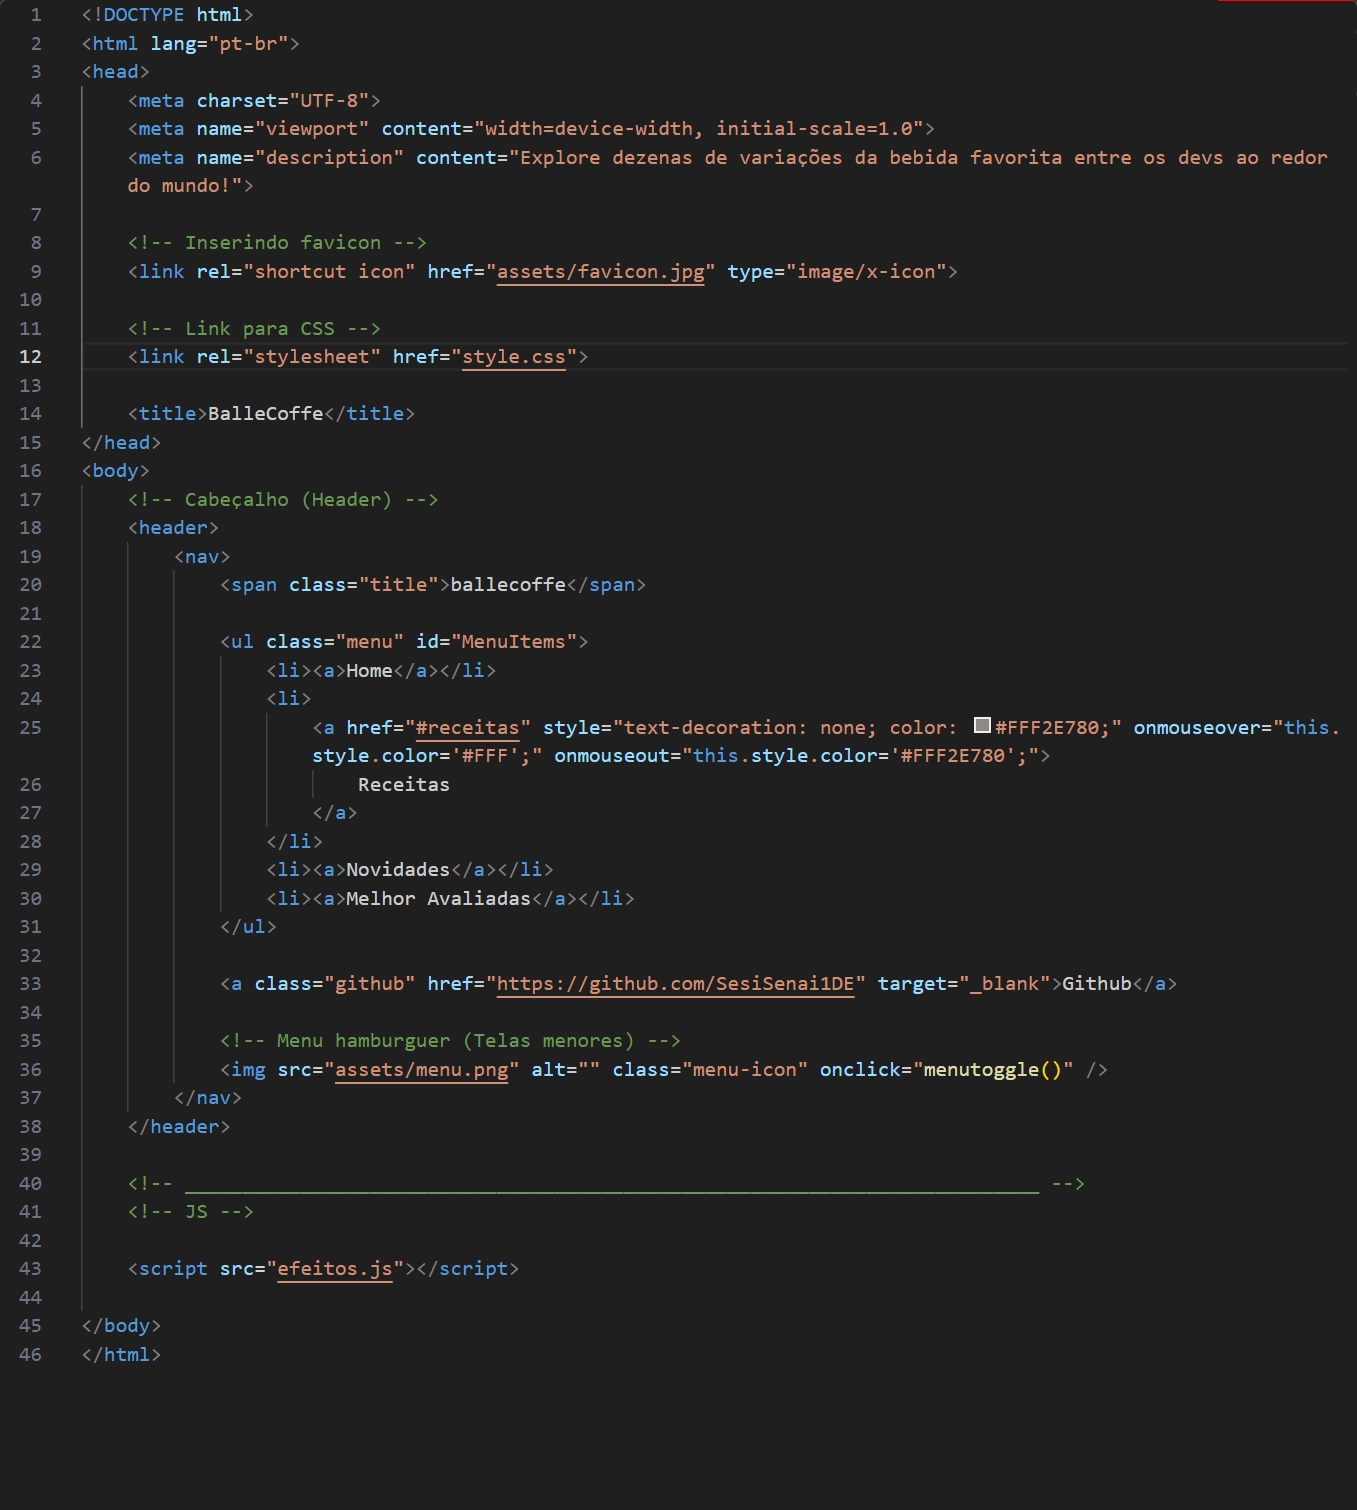 1 <!DOCTYPE html>
2 <html lang="pt-br">
3 <head>
4 <meta charset="UTF-8">
5 <meta name="viewport" content="width=device-width, initial-scale=1.0">
6 <meta name="description" content="Explore dezenas de variações da bebida favorita entre os devs ao redor
do mundo!">
7
8 <!-- Inserindo favicon -->
9 <link rel="shortcut icon" href="assets/favicon.jpg" type="image/x-icon">
10
11 <!-- Link para CSS -->
12 <link rel="stylesheet" href="style.css">
13
14 <title>BalleCoffe</title>
15 </head>
16 <body>
17 <!-- Cabeçalho (Header) -->
18 <header>
19 <nav>
20 <span class="title">ballecoffe</span>
21
22 <ul class="menu" id="MenuItems">
23 <li><a>Home</a></li>
24 <li>
25 <a href="#receitas" style="text-decoration: none; color: #FFF2E780;" onmouseover="this.
style.color='#FFF';" onmouseout="this.style.color='#FFF2E780';">
26 Receitas
27 </a>
28 </li>
29 <li><a>Novidades</a></li>
30 <li><a>Melhor Avaliadas</a></li>
31 </ul>
32
33 <a class="github" href="https://github.com/SesiSenai1DE" target="_blank">Github</a>
34
35 <!-- Menu hamburguer (Telas menores) -->
36 <img src="assets/menu.png" alt="" class="menu-icon" onclick="menutoggle()" />
37 </nav>
38 </header>
39
40 <!-- __________________________________________________________________________ -->
41 <!-- JS -->
42
43 <script src="efeitos.js"></script>
44
45 </body>
46 </html>